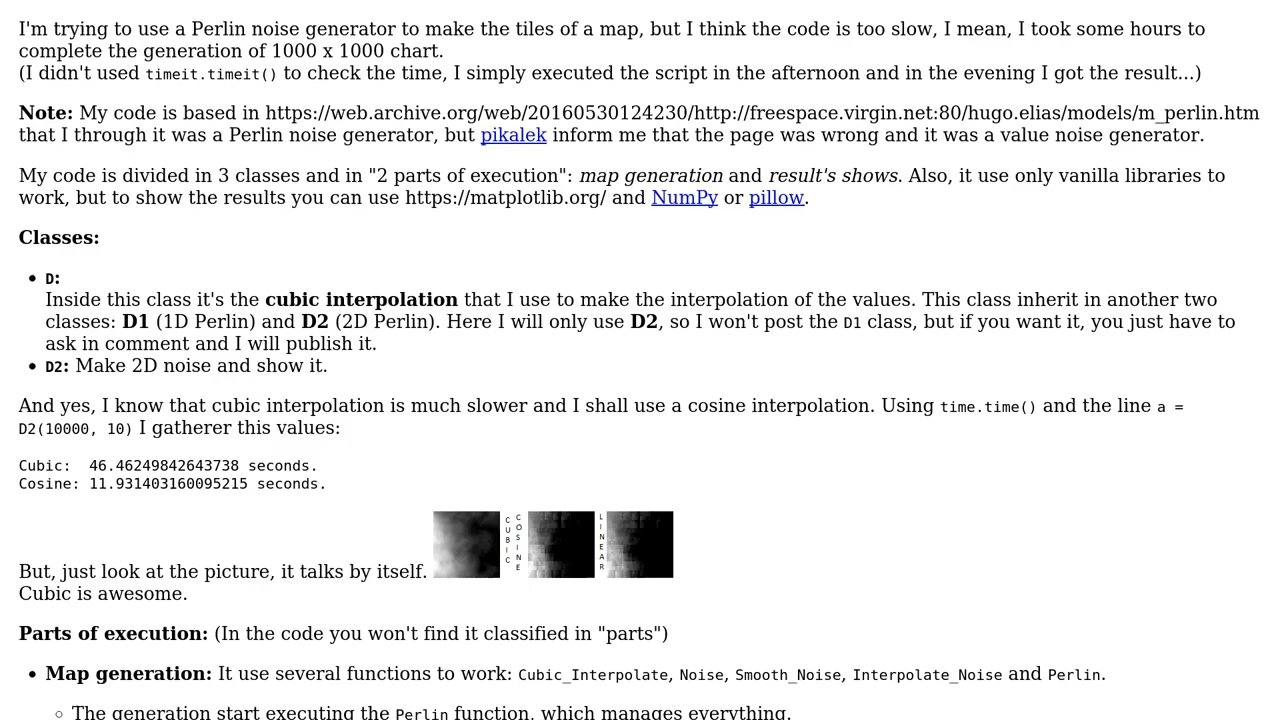 I'm trying to use a Perlin noise generator to make the tiles of a map, but I think the code is too slow, I mean, I took some hours to
complete the generation of 1000 x 1000 chart.
(I didn't used timeit.timeit() to check the time, I simply executed the script in the afternoon and in the evening I got the result...)
Note: My code is based in https://web.archive.org/web/20160530124230/http://freespace.virgin.net:80/hugo.elias/models/m_perlin.htm
that I through it was a Perlin noise generator, but pikalek inform me that the page was wrong and it was a value noise generator.
My code is divided in 3 classes and in "2 parts of execution": map generation and result's shows. Also, it use only vanilla libraries to
work, but to show the results you can use https://matplotlib.org/ and NumPy or pillow.
Classes:
• D:
Inside this class it's the cubic interpolation that I use to make the interpolation of the values. This class inherit in another two
classes: D1 (1D Perlin) and D2 (2D Perlin). Here I will only use D2, so I won't post the D1 class, but if you want it, you just have to
ask in comment and I will publish it.
• D2: Make 2D noise and show it.
And yes, I know that cubic interpolation is much slower and I shall use a cosine interpolation. Using time.time() and the line a =
D2(10000, 10) I gatherer this values:
Cubic:  46.46249842643738 seconds.
Cosine: 11.931403160095215 seconds.
CUBIC
COSINE
LINEAR
But, just look at the picture, it talks by itself.
Cubic is awesome.
Parts of execution: (In the code you won't find it classified in "parts")
• Map generation: It use several functions to work: Cubic_Interpolate, Noise, Smooth_Noise, Interpolate_Noise and Perlin.
○ The generation start executing the Perlin function, which manages everything.